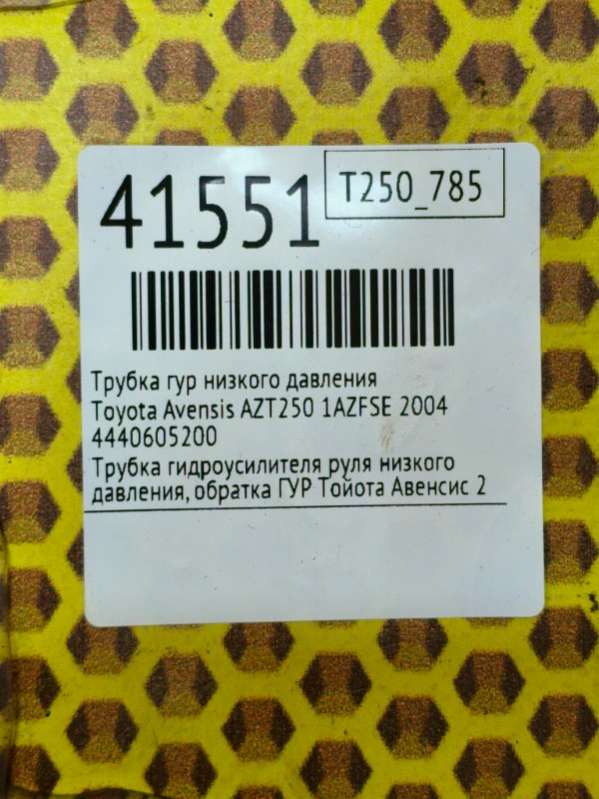 41551
T250_785
Трубка гур низкого давления
Toyota Avensis AZT250 1AZFSE 2004
4440605200
Трубка гидроусилителя руля низкого
давления, обратка ГУР Тойота Авенсис 2